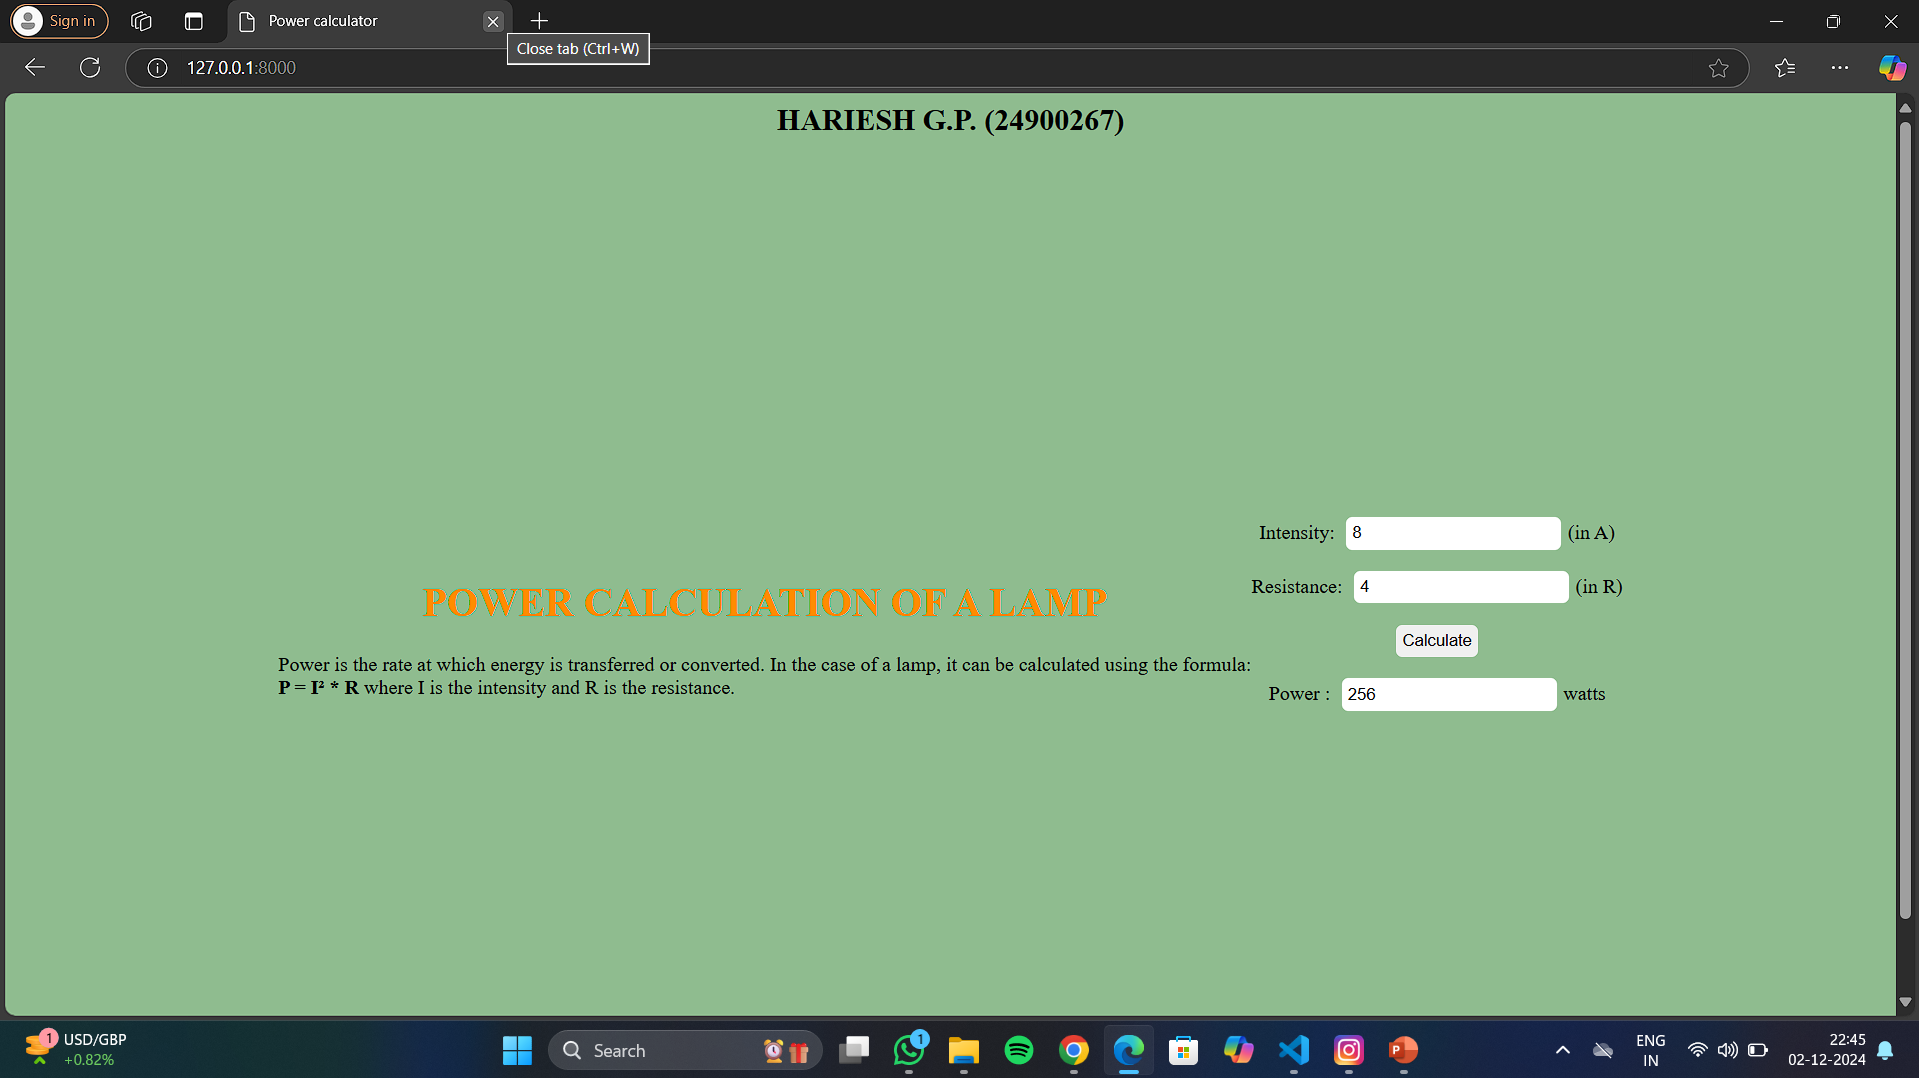 Sign in
Power calculator
Close tab (Ctrl+W)
127.0.0.1:8000
HARIESH G.P. (24900267)
Intensity: 8 (in A)
Resistance: 4 (in R)
Calculate
Power : 256 watts
POWER CALCULATION OF A LAMP
Power is the rate at which energy is transferred or converted. In the case of a lamp, it can be calculated using the formula:
P = I² * R where I is the intensity and R is the resistance.
1
USD/GBP
+0.82%
Search
1
P
ENG
IN
22:45
02-12-2024